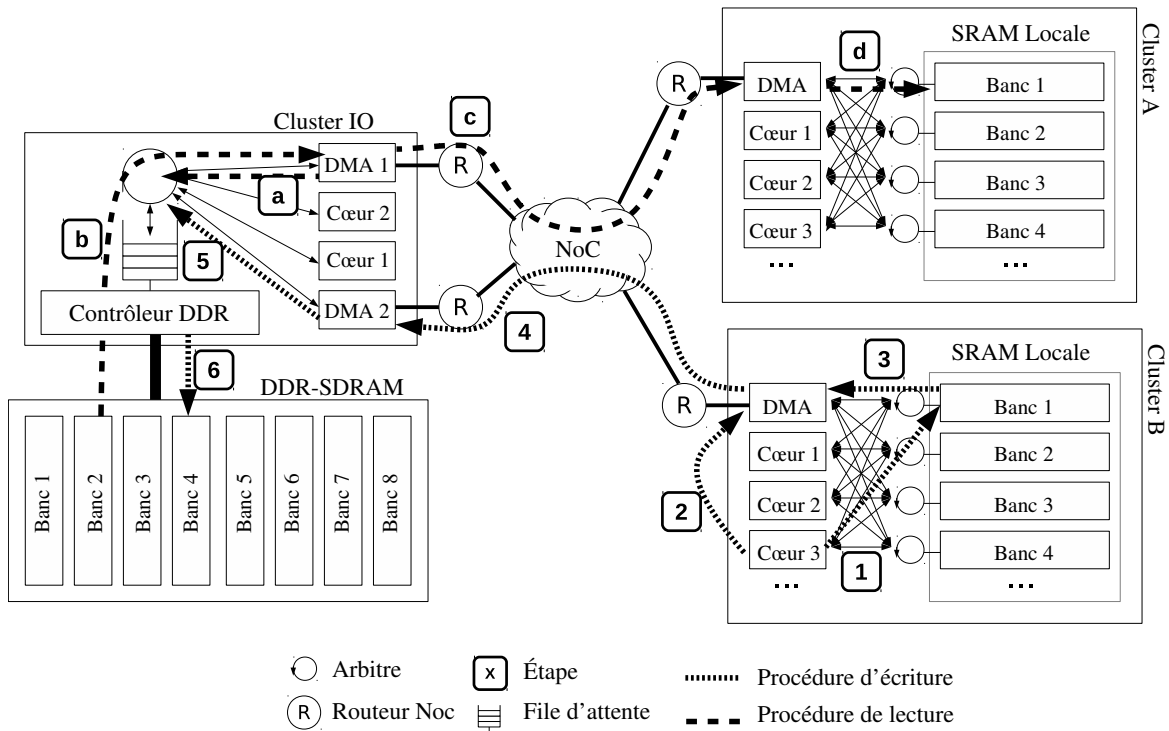 Cluster IO
DMA 1
Cœur 2
Cœur 1
DMA 2
a
b
5
Contrôleur DDR
6
DDR-SDRAM
Banc 1
Banc 2
Banc 3
Banc 4
Banc 5
Banc 6
Banc 7
Banc 8
c
R
R
NoC
4
R
R
Cluster A
SRAM Locale
d
DMA
Cœur 1
Cœur 2
Cœur 3
...
Banc 1
Banc 2
Banc 3
Banc 4
...
Cluster B
SRAM Locale
3
DMA
Cœur 1
Cœur 2
Cœur 3
...
2
1
Banc 1
Banc 2
Banc 3
Banc 4
...
Arbitre
x Étape
Procédure d'écriture
R Routeur Noc
File d'attente
Procédure de lecture